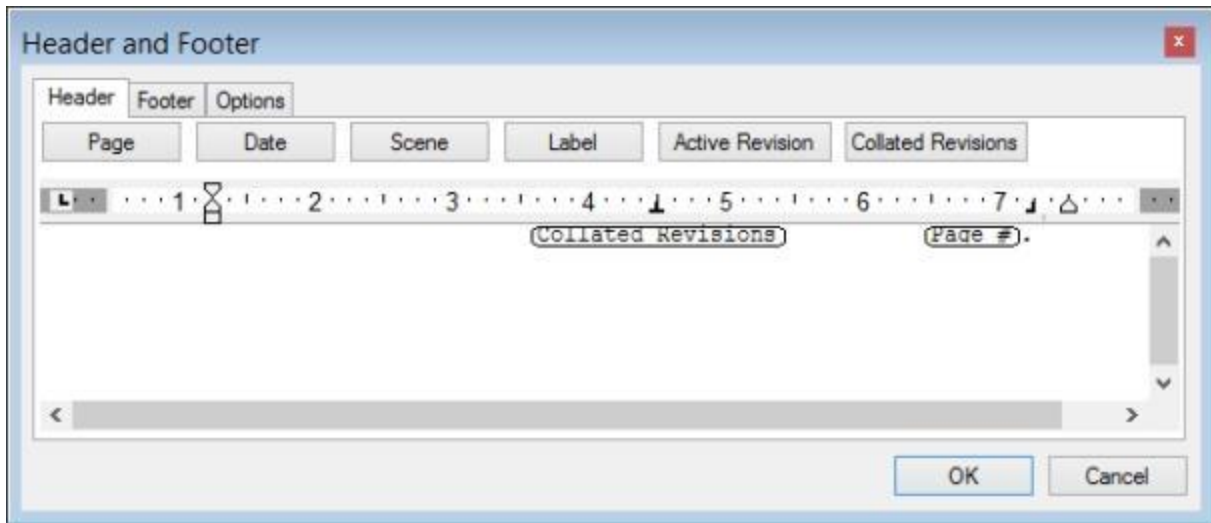 Header and Footer
x
Header Footer Options
Page Date Scene Label Active Revision Collated Revisions
L 1 2 3 4 5 6 7
Collated Revisions Page #.
OK Cancel